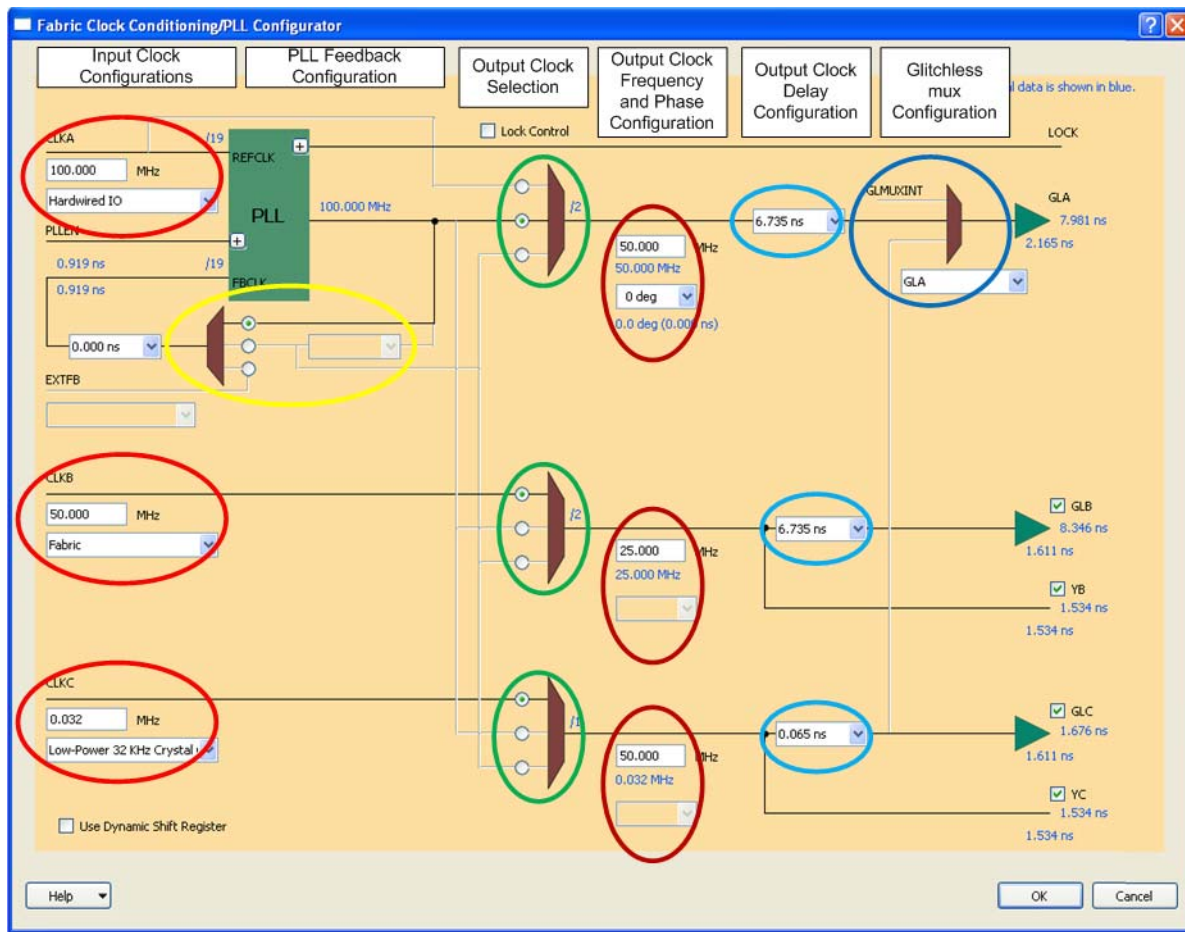 Fabric Clock Conditioning/PLL Configurator
Input Clock
Configurations
PLL Feedback
Configuration
Output Clock
Selection
Output Clock
Frequency
and Phase
Configuration
Output Clock
Delay
Configuration
Glitchless
mux
Configuration
data is shown in blue.
CLKA
/19
REFCLK
Lock Control
LOCK
100.000
MHz
Hardwired IO
PLL
100.000 MHz
/2
GLMUXINT
GLA
7.981 ns
2.165 ns
PLLEN
0.919 ns
/19
0.919 ns
FBCLK
50.000
MHz
50.000 MHz
0 deg
0.0 deg (0.000 ns)
6.735 ns
GLA
0.000 ns
EXTFB
CLKB
50.000
MHz
Fabric
/2
25.000
MHz
25.000 MHz
6.735 ns
GLB
8.346 ns
1.611 ns
YB
1.534 ns
1.534 ns
CLKC
0.032
MHz
Low-Power 32 KHz Crystal
/1
50.000
MHz
0.032 MHz
0.065 ns
GLC
1.676 ns
1.611 ns
YC
1.534 ns
1.534 ns
Use Dynamic Shift Register
Help
OK
Cancel